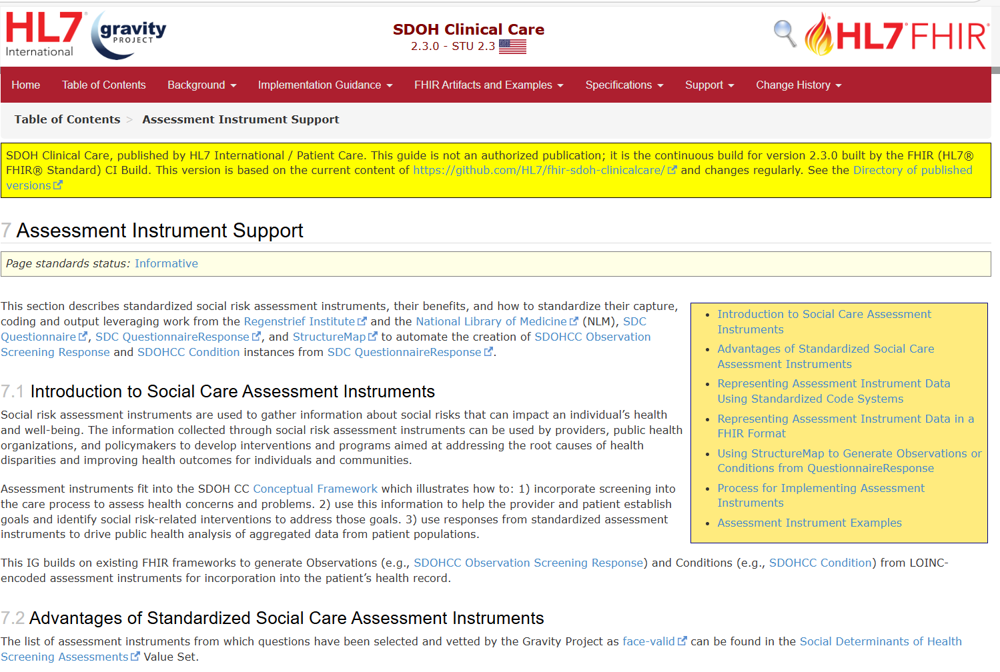 HL7®
International
gravity
PROJECT
SDOH Clinical Care
2.3.0 - STU 2.3
HL7® FHIR®
Home Table of Contents Background Implementation Guidance FHIR Artifacts and Examples Specifications Support Change History
Table of Contents > Assessment Instrument Support
SDOH Clinical Care, published by HL7 International / Patient Care. This guide is not an authorized publication; it is the continuous build for version 2.3.0 built by the FHIR (HL7®
FHIR® Standard) CI Build. This version is based on the current content of https://github.com/HL7/fhir-sdoh-clinicalcare/ and changes regularly. See the Directory of published
versions
7 Assessment Instrument Support
Page standards status: Informative
This section describes standardized social risk assessment instruments, their benefits, and how to standardize their capture,
coding and output leveraging work from the Regenstrief Institute and the National Library of Medicine (NLM), SDC
Questionnaire, SDC QuestionnaireResponse, and StructureMap to automate the creation of SDOHCC Observation
Screening Response and SDOHCC Condition instances from SDC QuestionnaireResponse.
• Introduction to Social Care Assessment
Instruments
• Advantages of Standardized Social Care
Assessment Instruments
• Representing Assessment Instrument Data
Using Standardized Code Systems
• Representing Assessment Instrument Data in a
FHIR Format
• Using StructureMap to Generate Observations or
Conditions from QuestionnaireResponse
• Process for Implementing Assessment
Instruments
• Assessment Instrument Examples
7.1 Introduction to Social Care Assessment Instruments
Social risk assessment instruments are used to gather information about social risks that can impact an individual’s health
and well-being. The information collected through social risk assessment instruments can be used by providers, public health
organizations, and policymakers to develop interventions and programs aimed at addressing the root causes of health
disparities and improving health outcomes for individuals and communities.
Assessment instruments fit into the SDOH CC Conceptual Framework which illustrates how to: 1) incorporate screening into
the care process to assess health concerns and problems. 2) use this information to help the provider and patient establish
goals and identify social risk-related interventions to address those goals. 3) use responses from standardized assessment
instruments to drive public health analysis of aggregated data from patient populations.
This IG builds on existing FHIR frameworks to generate Observations (e.g., SDOHCC Observation Screening Response) and Conditions (e.g., SDOHCC Condition) from LOINC-
encoded assessment instruments for incorporation into the patient’s health record.
7.2 Advantages of Standardized Social Care Assessment Instruments
The list of assessment instruments from which questions have been selected and vetted by the Gravity Project as face-valid can be found in the Social Determinants of Health
Screening Assessments Value Set.